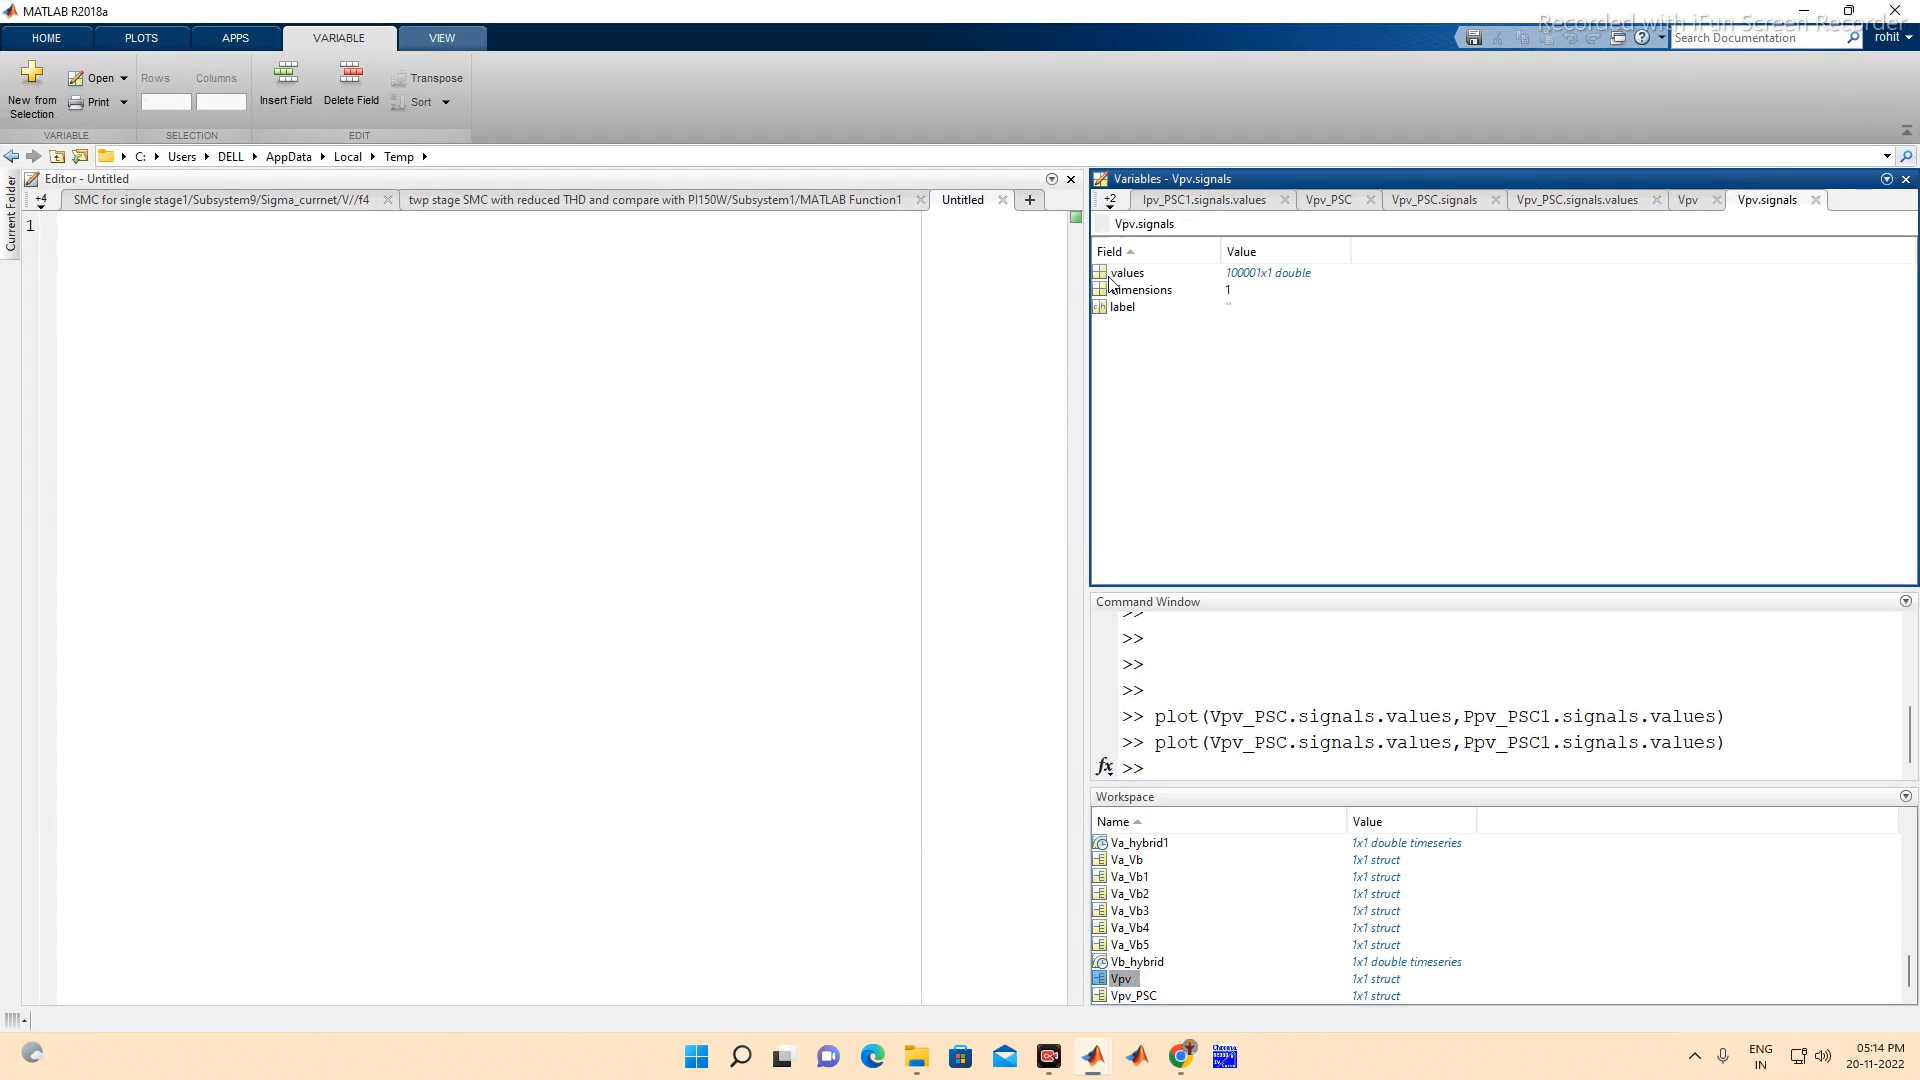 MATLAB R2018a
Recorded with iFun Screen Recorder
HOME
PLOTS
APPS
VARIABLE
VIEW
Search Documentation
rohit
New from
Selection
Open
Print
Rows
Columns
Insert Field
Delete Field
Transpose
Sort
VARIABLE
SELECTION
EDIT
C:
Users
DELL
AppData
Local
Temp
Current Folder
Editor - Untitled
+4
SMC for single stage1/Subsystem9/Sigma_currnet/V//f4
twp stage SMC with reduced THD and compare with PI150W/Subsystem1/MATLAB Function1
Untitled
+
1
Variables - Vpv.signals
+2
Ipv_PSC1.signals.values
Vpv_PSC
Vpv_PSC.signals
Vpv_PSC.signals.values
Vpv
Vpv.signals
Vpv.signals
Field Value
values 100001x1 double
dimensions 1
label ''
Command Window
>>
>>
>>
>>
>> plot(Vpv_PSC.signals.values,Ppv_PSC1.signals.values)
>> plot(Vpv_PSC.signals.values,Ppv_PSC1.signals.values)
fx >>
Workspace
Name Value
Va_hybrid1 1x1 double timeseries
Va_Vb 1x1 struct
Va_Vb1 1x1 struct
Va_Vb2 1x1 struct
Va_Vb3 1x1 struct
Va_Vb4 1x1 struct
Va_Vb5 1x1 struct
Vb_hybrid 1x1 double timeseries
Vpv 1x1 struct
Vpv_PSC 1x1 struct
ENG
IN
05:14 PM
20-11-2022